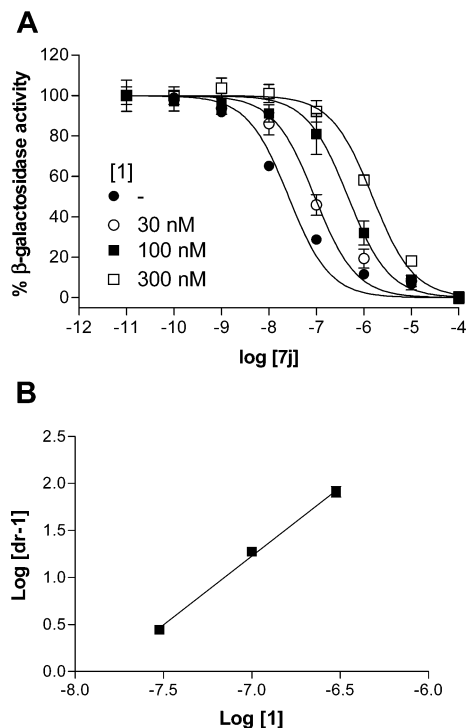 A
120
100
80
60
40
20
0
% β-galactosidase activity
[1]
-
30 nM
100 nM
300 nM
-12 -11 -10 -9 -8 -7 -6 -5 -4
log [7j]
B
2.5
2.0
1.5
1.0
0.5
0.0
Log [dr-1]
-8.0 -7.5 -7.0 -6.5 -6.0
Log [1]